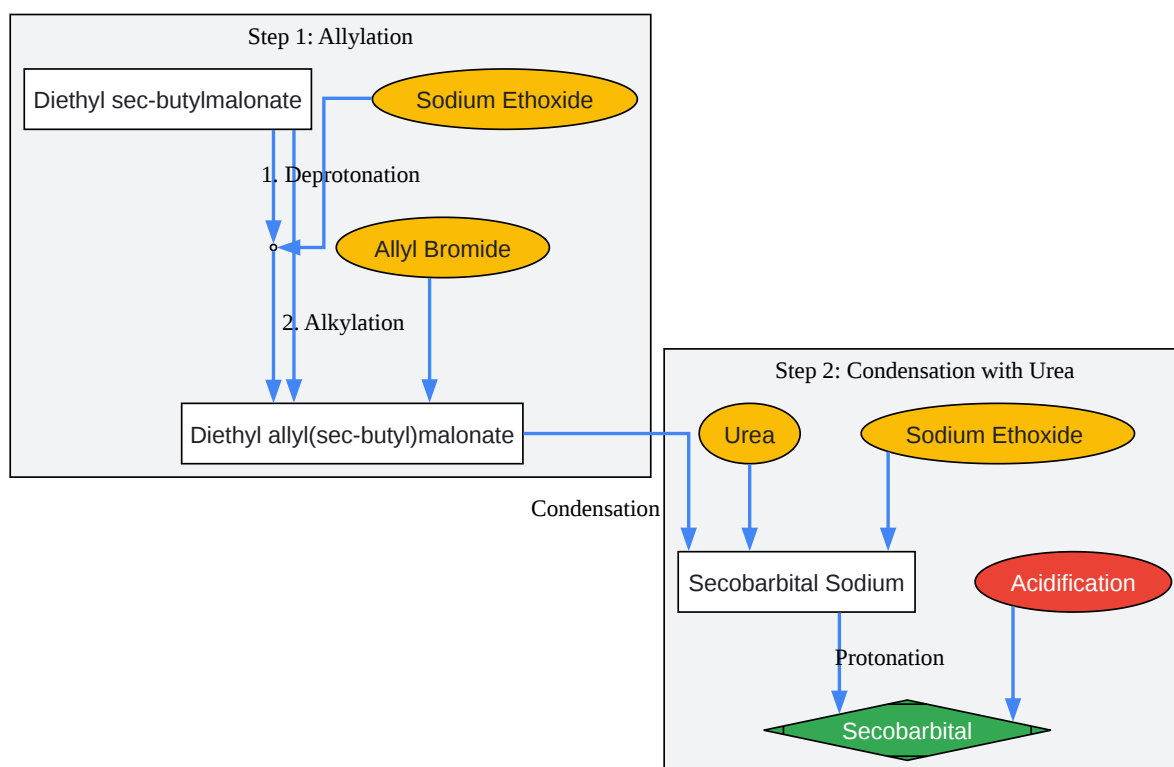 Step 1: Allylation
Diethyl sec-butylmalonate
Sodium Ethoxide
1. Deprotonation
Allyl Bromide
2. Alkylation
Diethyl allyl(sec-butyl)malonate
Condensation
Step 2: Condensation with Urea
Urea
Sodium Ethoxide
Secobarbital Sodium
Acidification
Protonation
Secobarbital